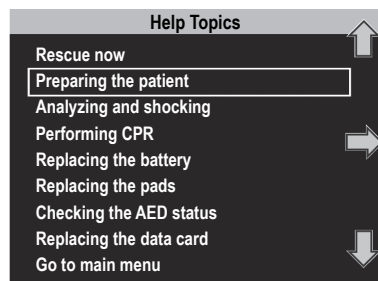 Help Topics
Rescue now
Preparing the patient
Analyzing and shocking
Performing CPR
Replacing the battery
Replacing the pads
Checking the AED status
Replacing the data card
Go to main menu